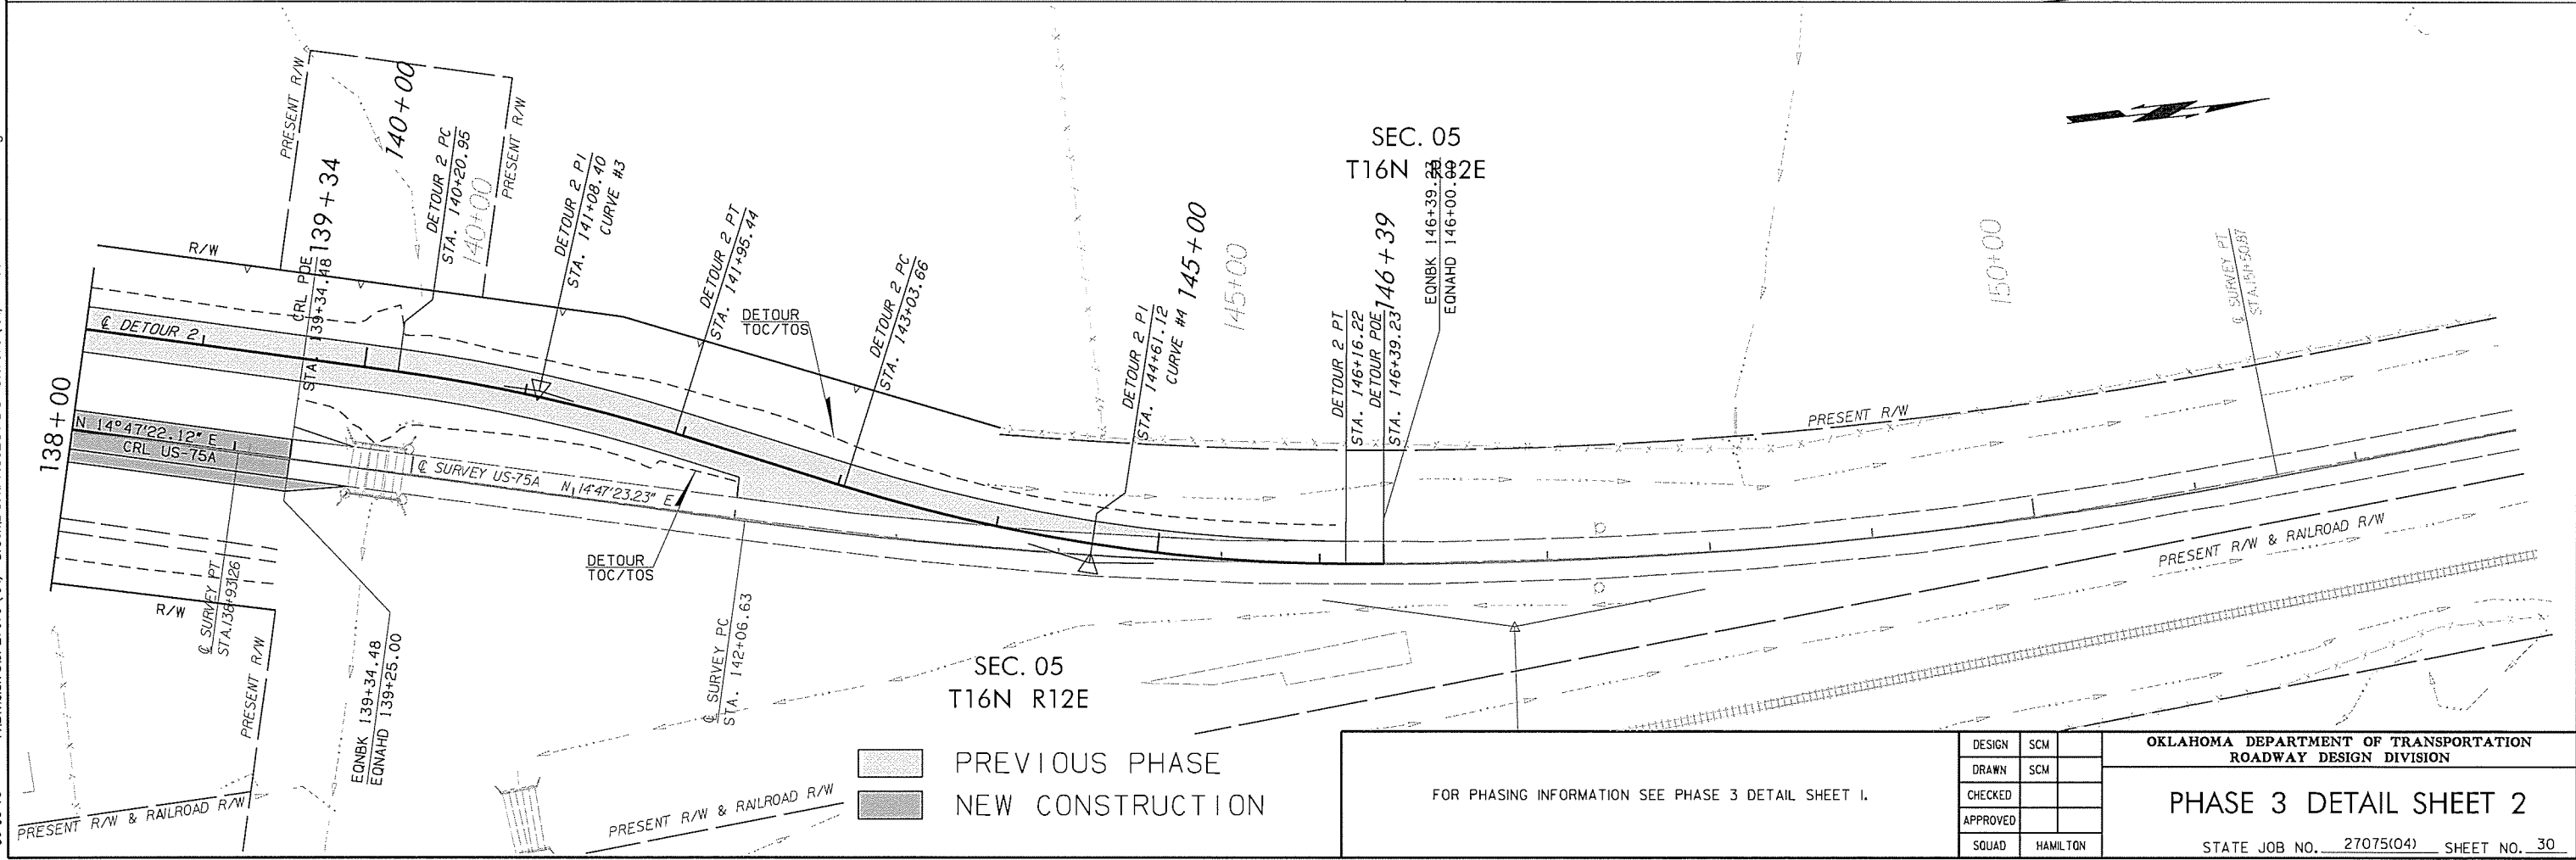 138+00
R/W
PRESENT R/W
CRL POE
STA. 139+34.48
139+34
140+00
DETOUR 2 PC
STA. 140+20.95
140+00
PRESENT R/W
DETOUR 2 PI
STA. 141+08.40
CURVE #3
DETOUR 2 PT
STA. 141+95.44
DETOUR
TOC/TOS
DETOUR 2 PC
STA. 143+03.66
DETOUR 2 PI
STA. 144+61.12
CURVE #4
145+00
145+00
SEC. 05
T16N R12E
DETOUR 2 PT
STA. 146+16.22
DETOUR POE
STA. 146+39.23
146+39
EQNBK 146+39.23
EQNAHD 146+00.00
150+00
℄ SURVEY PT
STA.151+50.87
PRESENT R/W
PRESENT R/W & RAILROAD R/W
℄ DETOUR 2
N 14°47'22.12" E
CRL US-75A
℄ SURVEY US-75A N 14°47'23.23" E
DETOUR
TOC/TOS
R/W
℄ SURVEY PT
STA.138+93.126
PRESENT R/W
EQNBK 139+34.48
EQNAHD 139+25.00
℄ SURVEY PC
STA. 142+06.63
SEC. 05
T16N R12E
PRESENT R/W & RAILROAD R/W
PRESENT R/W & RAILROAD R/W
PREVIOUS PHASE
NEW CONSTRUCTION
FOR PHASING INFORMATION SEE PHASE 3 DETAIL SHEET 1.
DESIGN SCM
DRAWN SCM
CHECKED
APPROVED
SQUAD HAMILTON
OKLAHOMA DEPARTMENT OF TRANSPORTATION
ROADWAY DESIGN DIVISION
PHASE 3 DETAIL SHEET 2
STATE JOB NO. 27075(04) SHEET NO. 30